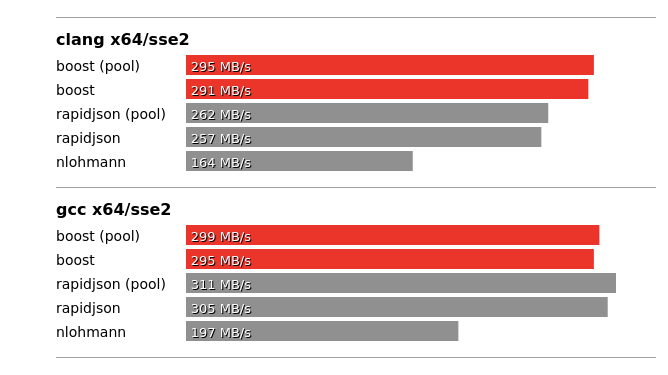 clang x64/sse2
boost (pool) 295 MB/s
boost 291 MB/s
rapidjson (pool) 262 MB/s
rapidjson 257 MB/s
nlohmann 164 MB/s
gcc x64/sse2
boost (pool) 299 MB/s
boost 295 MB/s
rapidjson (pool) 311 MB/s
rapidjson 305 MB/s
nlohmann 197 MB/s